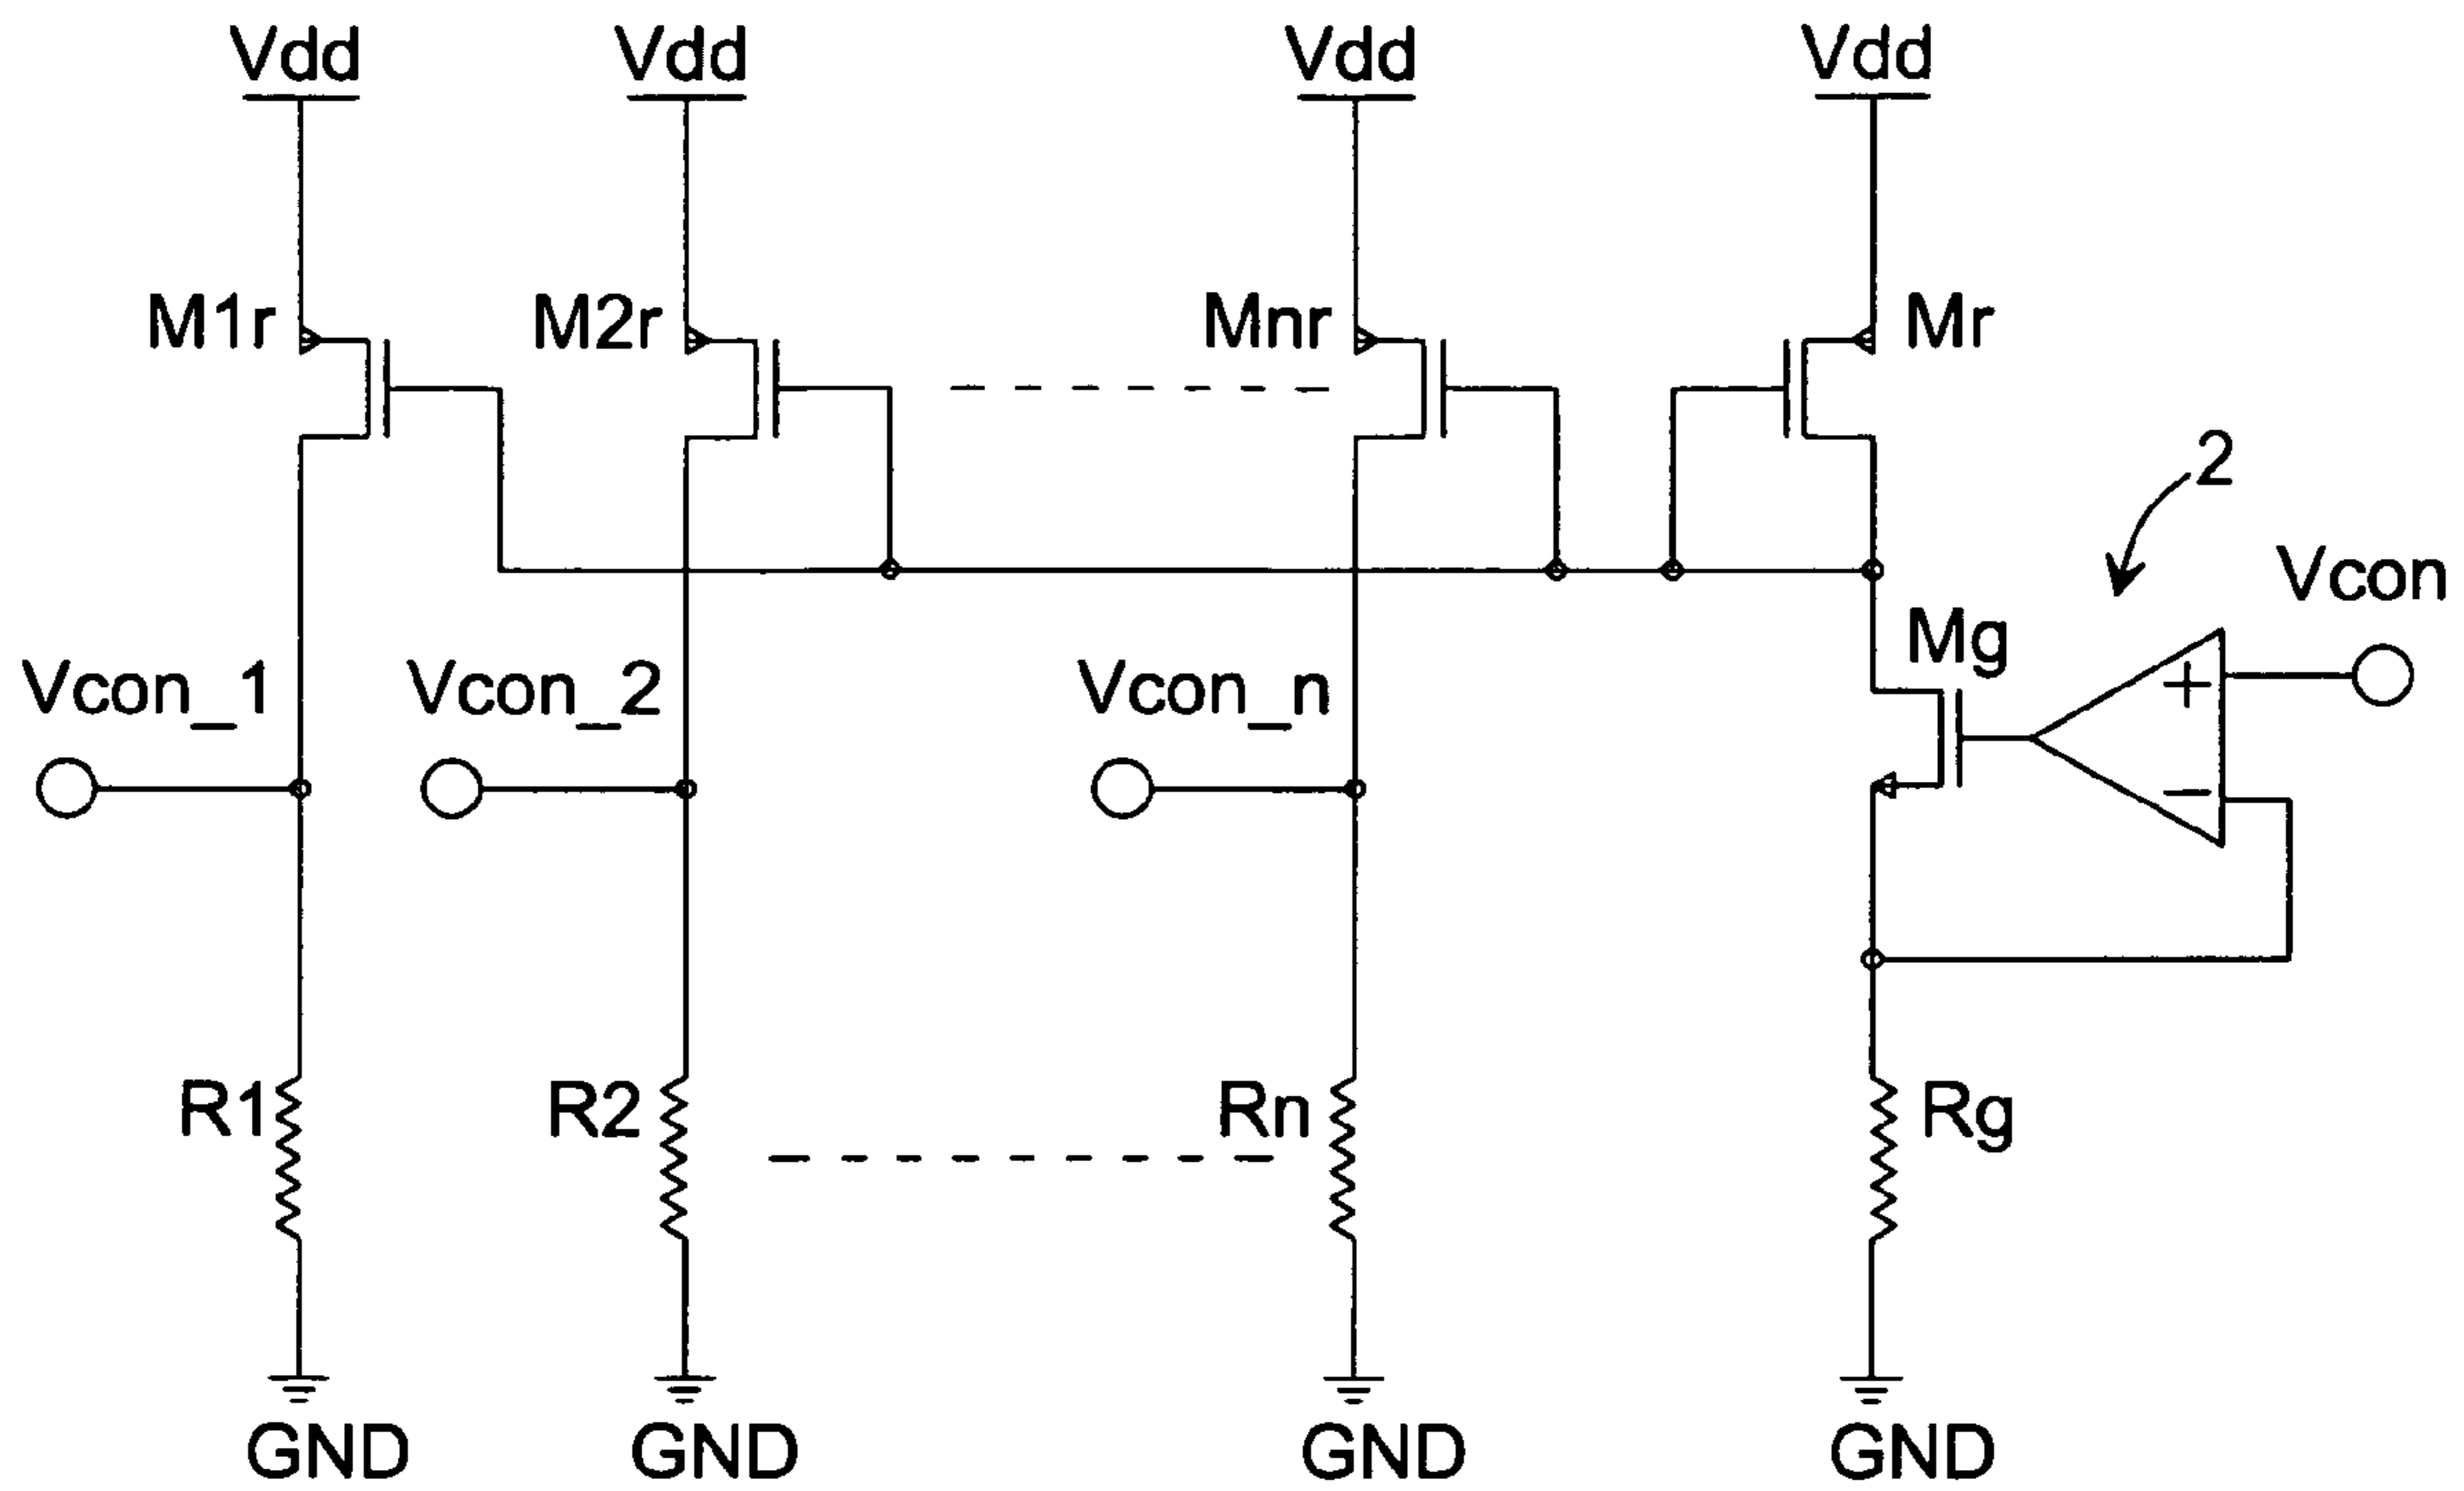 Vdd Vdd Vdd Vdd
M1r M2r Mnr Mr
2
Vcon
Mg
Vcon_1 Vcon_2 Vcon_n
+
−
R1 R2 Rn Rg
GND GND GND GND